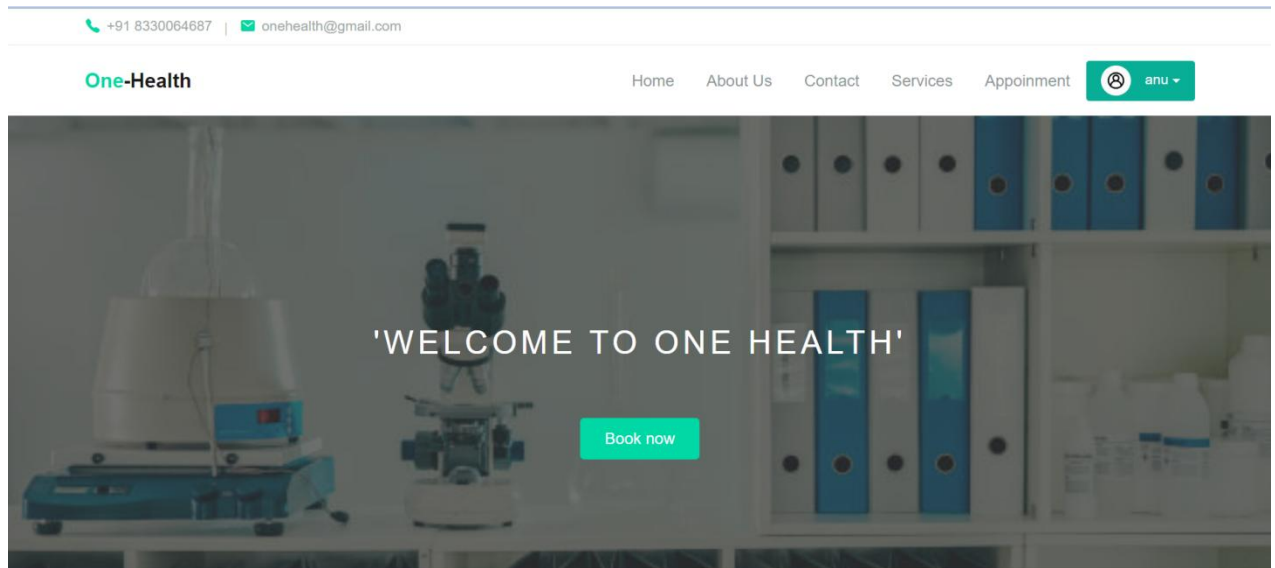 +91 8330064687 | onehealth@gmail.com
One-Health Home About Us Contact Services Appoinment anu
'WELCOME TO ONE HEALTH'
Book now